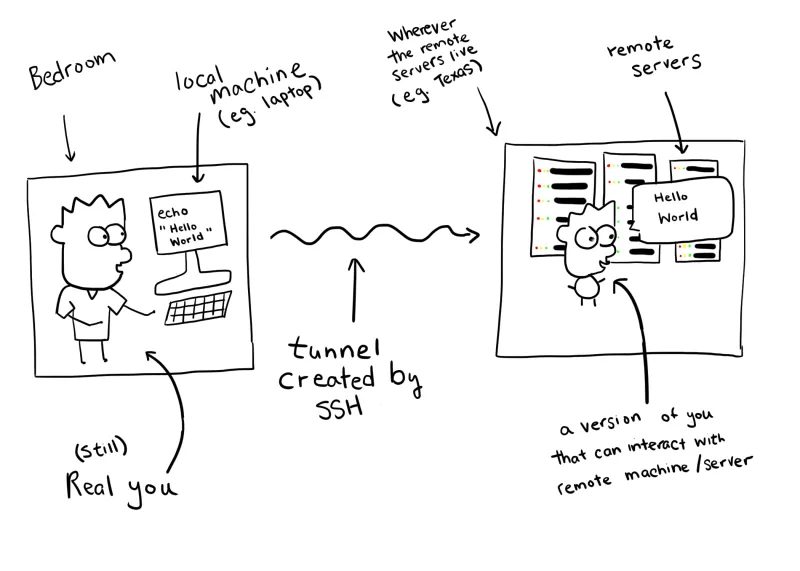 Bedroom
local
machine
(eg. laptop)
Wherever
the remote
servers live
(eg. Texas)
remote
servers
echo
"Hello
World"
Hello
World
tunnel
created by
SSH
(still)
Real you
a version of you
that can interact with
remote machine/server